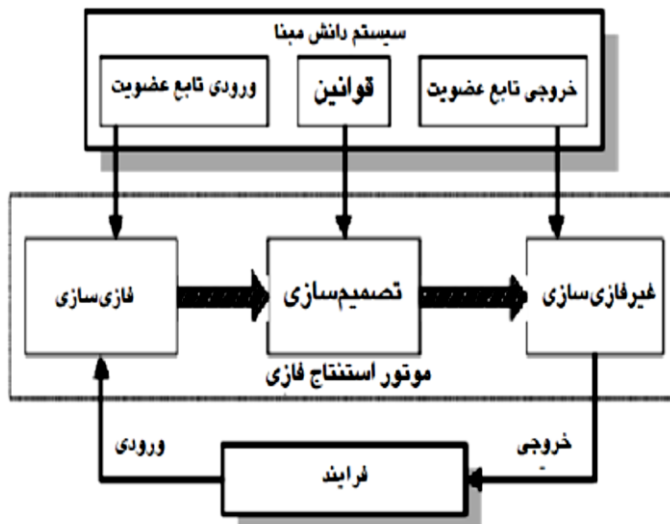 سیستم دانش مبنا
ورودی تابع عضویت
قوانین
خروجی تابع عضویت
فازی‌سازی
تصمیم‌سازی
غیرفازی‌سازی
موتور استنتاج فازی
ورودی
خروجی
فرایند